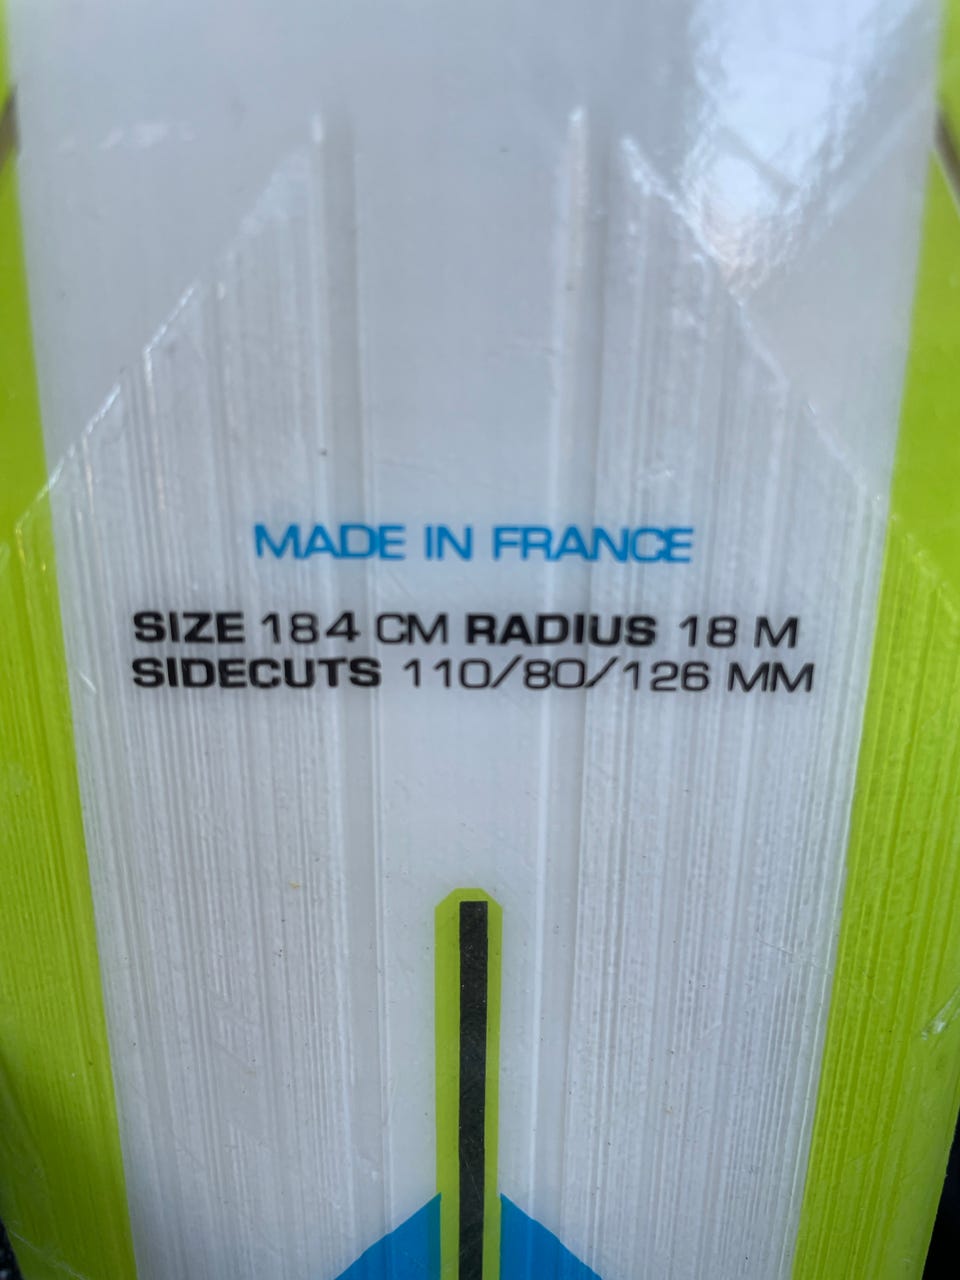 MADE IN FRANCE
SIZE 184 CM RADIUS 18 M
SIDECUTS 110/80/126 MM